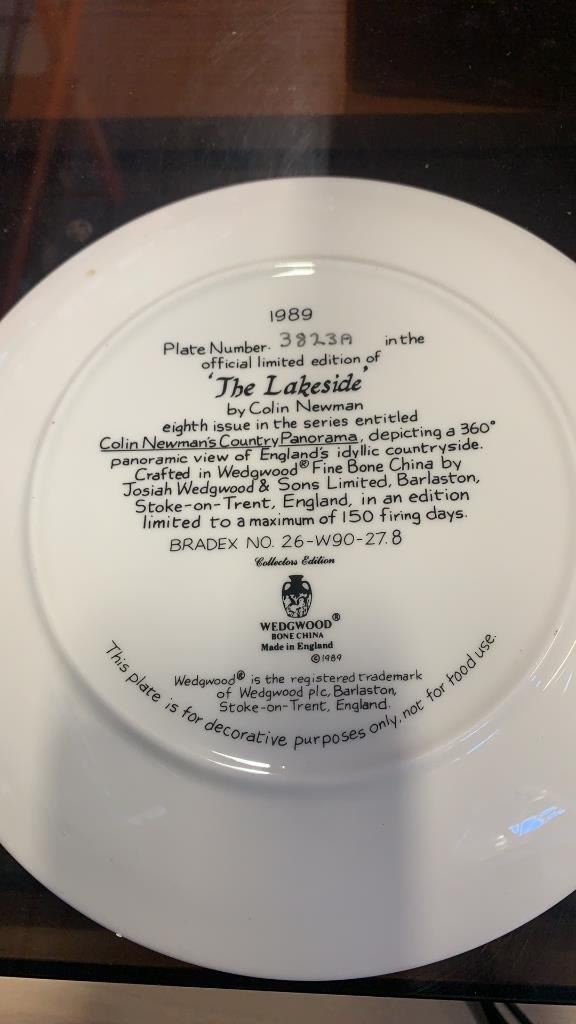 1989
Plate Number. 3823A in the
official limited edition of
'The Lakeside'
by Colin Newman
eighth issue in the series entitled
Colin Newman's Country Panorama, depicting a 360°
panoramic view of England's idyllic countryside.
Crafted in Wedgwood® Fine Bone China by
Josiah Wedgwood & Sons Limited, Barlaston,
Stoke-on-Trent, England, in an edition
limited to a maximum of 150 firing days.
BRADEX NO. 26-W90-27.8
Collectors Edition
WEDGWOOD®
BONE CHINA
Made in England
©1989
Wedgwood® is the registered trademark
of Wedgwood plc, Barlaston,
Stoke-on-Trent, England.
This plate is for decorative purposes only, not for food use.